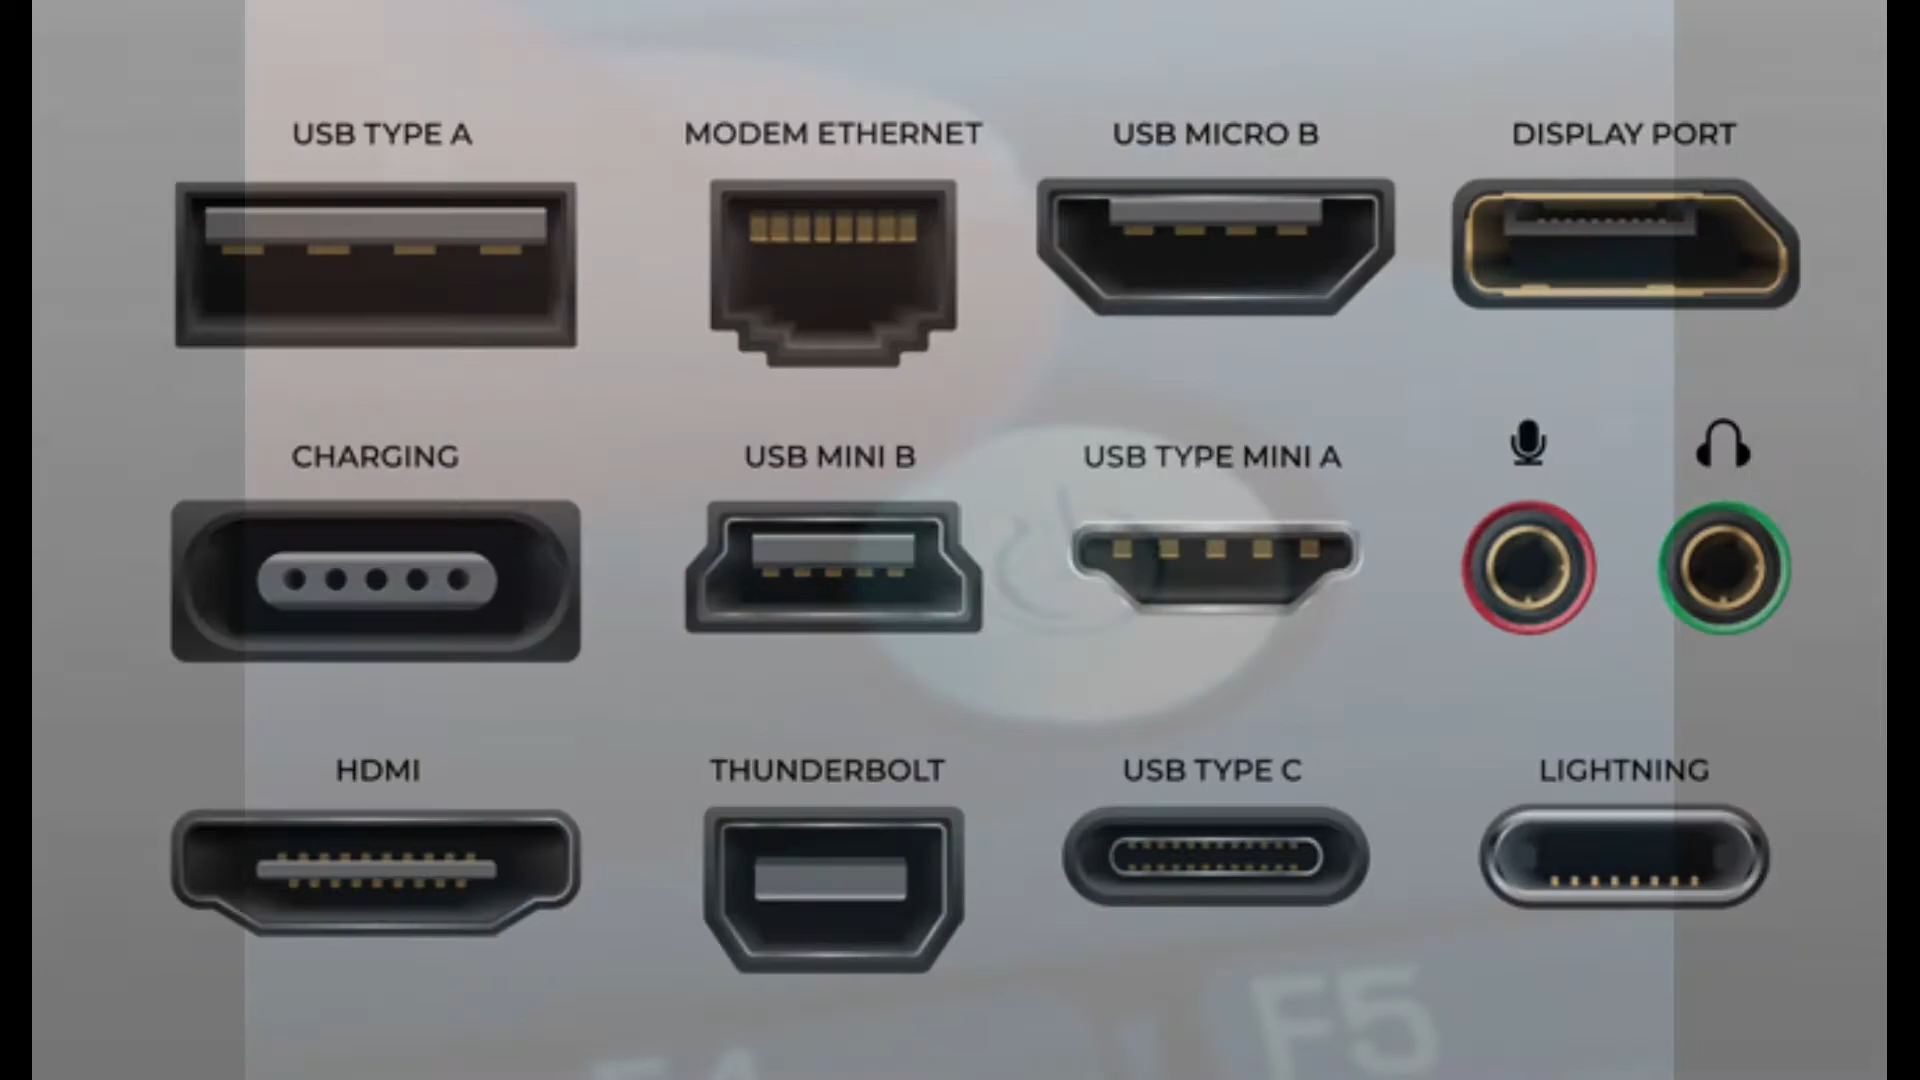 USB TYPE A
MODEM ETHERNET
USB MICRO B
DISPLAY PORT
CHARGING
USB MINI B
USB TYPE MINI A
HDMI
THUNDERBOLT
USB TYPE C
LIGHTNING
F5